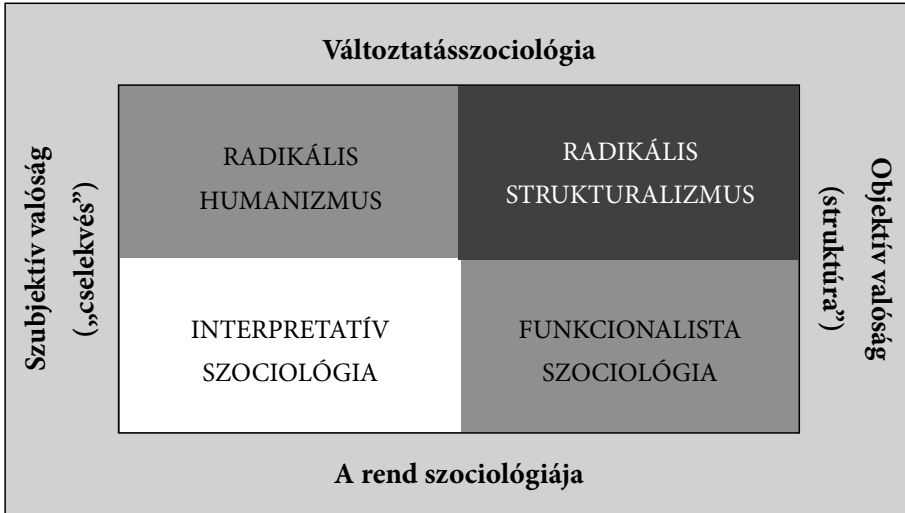 Változtatásszociológia
Szubjektív valóság
(„cselekvés”)
RADIKÁLIS
HUMANIZMUS
RADIKÁLIS
STRUKTURALIZMUS
Objektív valóság
(struktúra”)
INTERPRETATÍV
SZOCIOLÓGIA
FUNKCIONALISTA
SZOCIOLÓGIA
A rend szociológiája